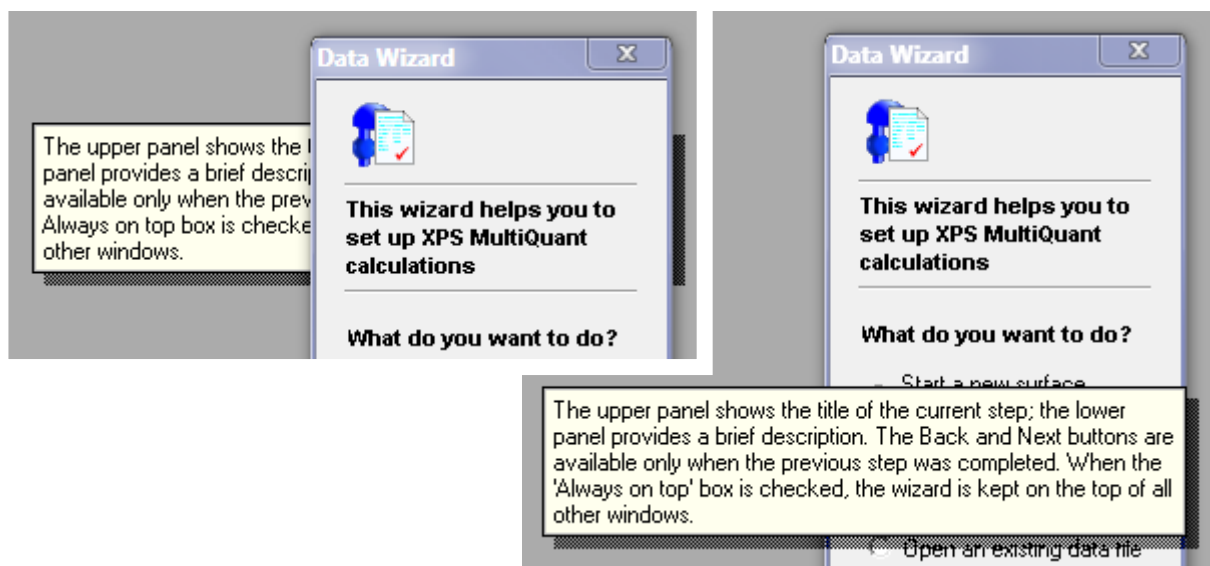 Data Wizard
The upper panel shows the
panel provides a brief descri
available only when the prev
Always on top box is checke
other windows.
This wizard helps you to
set up XPS MultiQuant
calculations
What do you want to do?
Data Wizard
This wizard helps you to
set up XPS MultiQuant
calculations
What do you want to do?
Start a new surface
The upper panel shows the title of the current step; the lower
panel provides a brief description. The Back and Next buttons are
available only when the previous step was completed. When the
'Always on top' box is checked, the wizard is kept on the top of all
other windows.
Open an existing data file